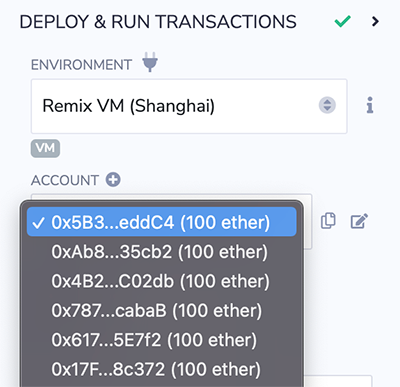 DEPLOY & RUN TRANSACTIONS
ENVIRONMENT
Remix VM (Shanghai)
VM
ACCOUNT
0x5B3...eddC4 (100 ether)
0xAb8...35cb2 (100 ether)
0x4B2...C02db (100 ether)
0x787...cabaB (100 ether)
0x617...5E7f2 (100 ether)
0x17F...8c372 (100 ether)